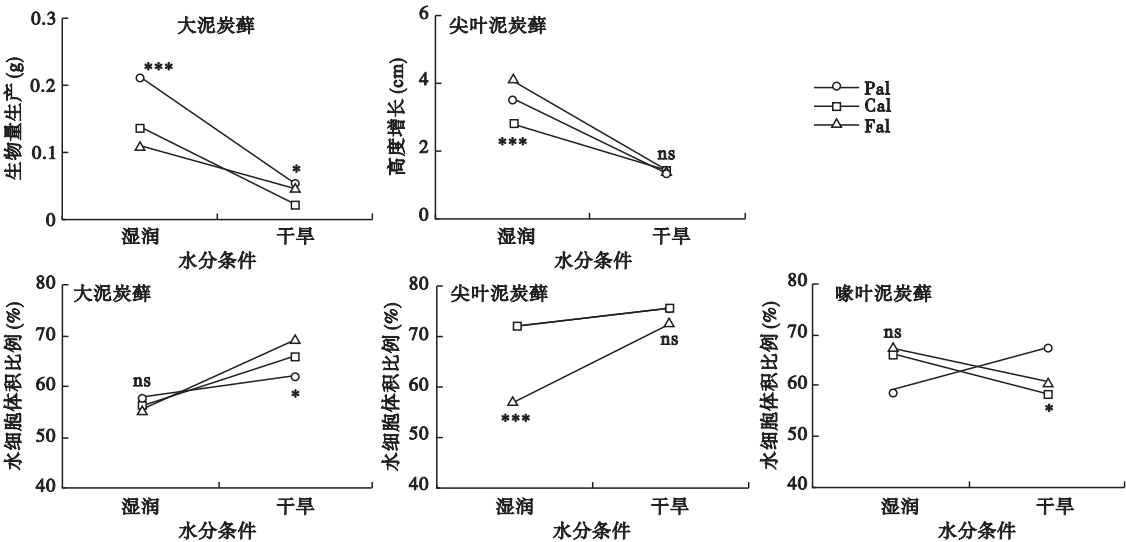 大泥炭藓
生物量生产 (g)
0.3
0.2
0.1
0
***
*
湿润
干旱
水分条件
尖叶泥炭藓
高度增长 (cm)
6
4
2
0
***
ns
湿润
干旱
水分条件
Pal
Cal
Fal
大泥炭藓
水细胞体积比例 (%)
80
70
60
50
40
ns
*
湿润
干旱
水分条件
尖叶泥炭藓
水细胞体积比例 (%)
80
70
60
50
40
***
ns
湿润
干旱
水分条件
喙叶泥炭藓
水细胞体积比例 (%)
80
70
60
50
40
ns
*
湿润
干旱
水分条件